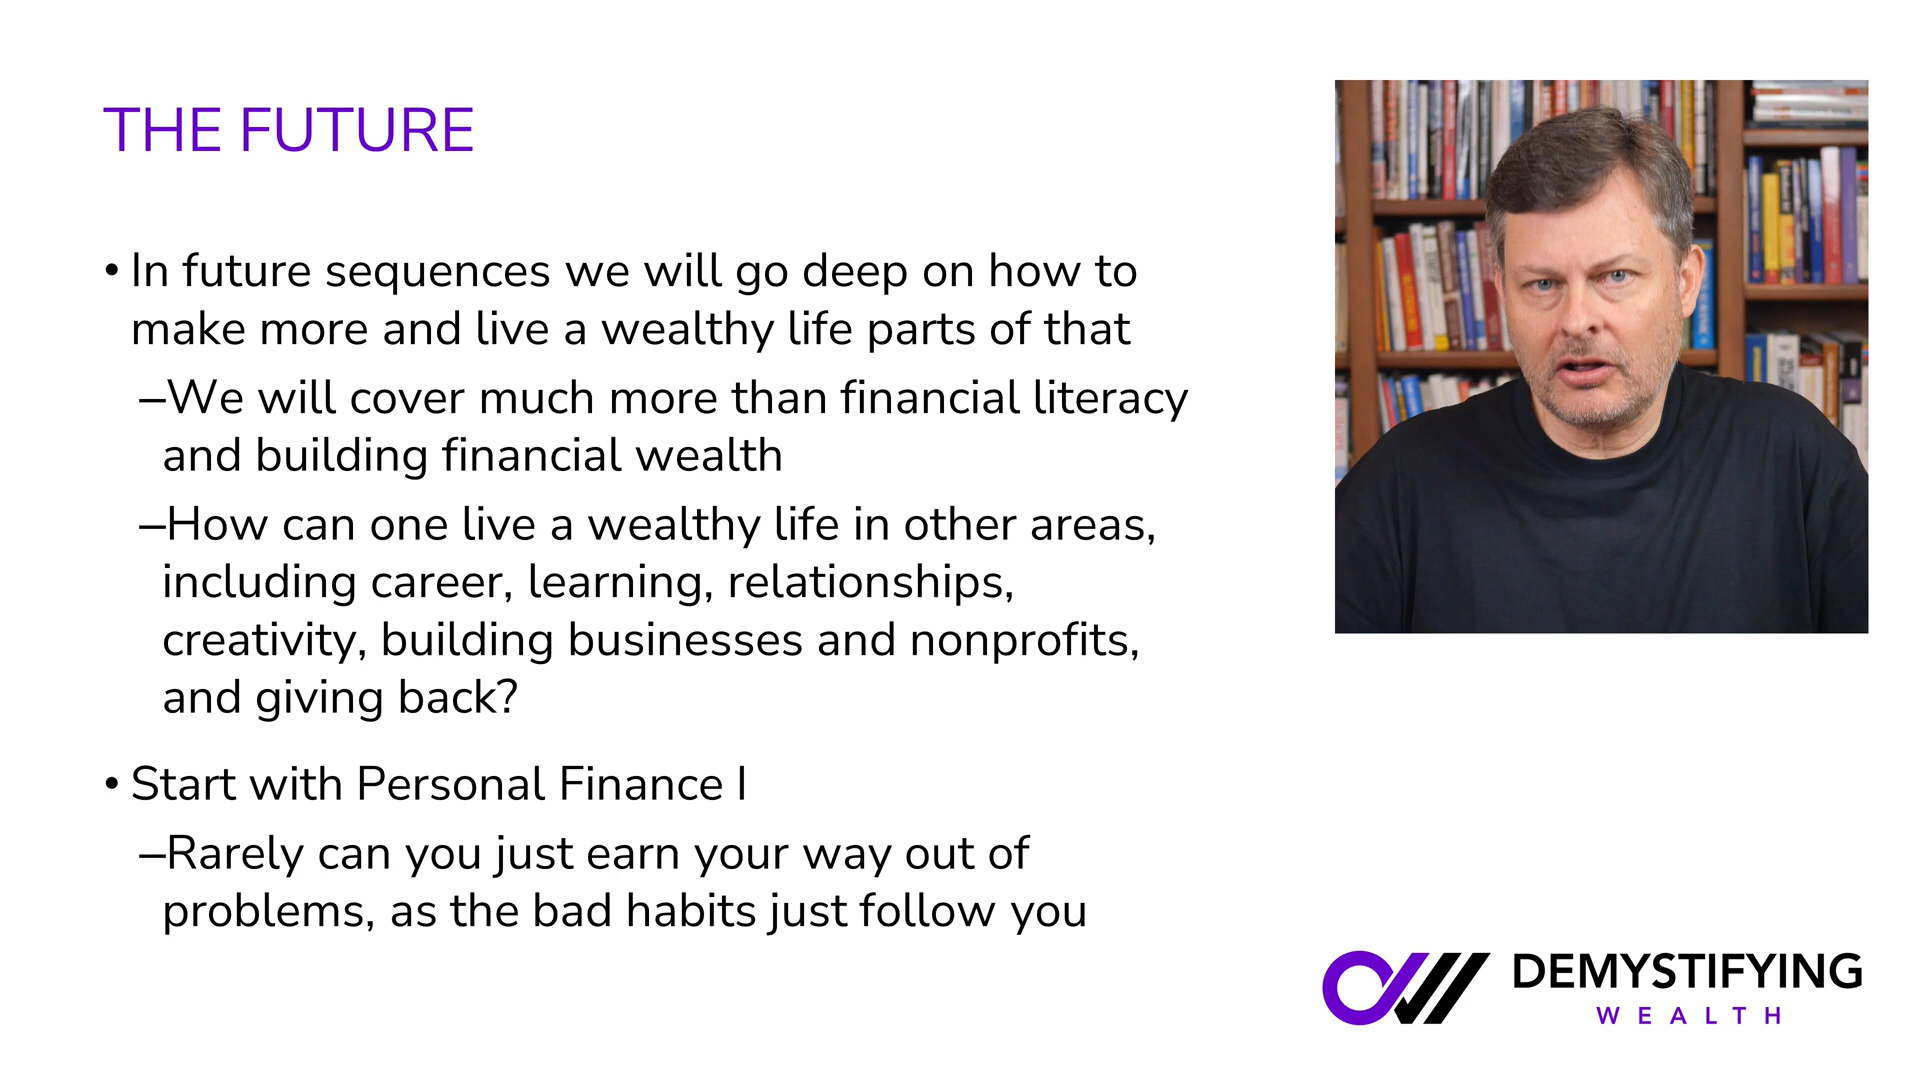 THE FUTURE
• In future sequences we will go deep on how to
make more and live a wealthy life parts of that
–We will cover much more than financial literacy
and building financial wealth
–How can one live a wealthy life in other areas,
including career, learning, relationships,
creativity, building businesses and nonprofits,
and giving back?
• Start with Personal Finance I
–Rarely can you just earn your way out of
problems, as the bad habits just follow you
DEMYSTIFYING
WEALTH